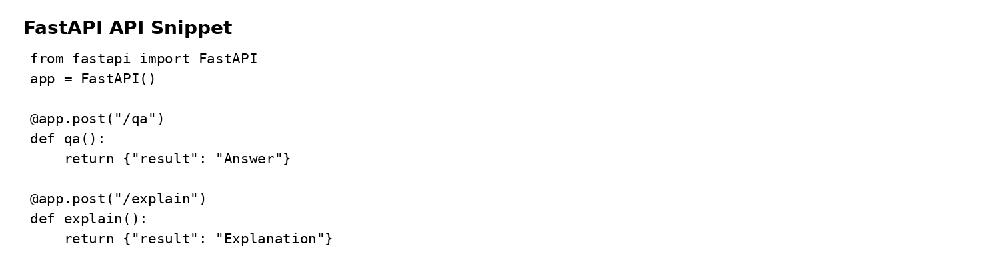 FastAPI API Snippet
from fastapi import FastAPI
app = FastAPI()

@app.post("/qa")
def qa():
    return {"result": "Answer"}

@app.post("/explain")
def explain():
    return {"result": "Explanation"}